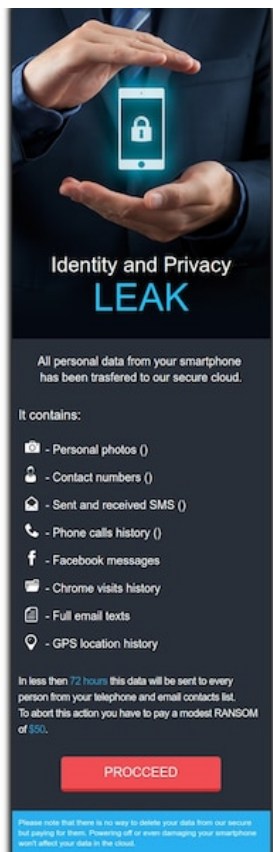 Identity and Privacy
LEAK
All personal data from your smartphone
has been trasfered to our secure cloud.
It contains:
- Personal photos ()
- Contact numbers ()
- Sent and received SMS ()
- Phone calls history ()
- Facebook messages
- Chrome visits history
- Full email texts
- GPS location history
In less then 72 hours this data will be sent to every
person from your telephone and email contacts list.
To abort this action you have to pay a modest RANSOM
of $50.
PROCCEED
Please note that there is no way to delete your data from our secure
but paying for them. Powering off or even damaging your smartphone
won't affect your data in the cloud.